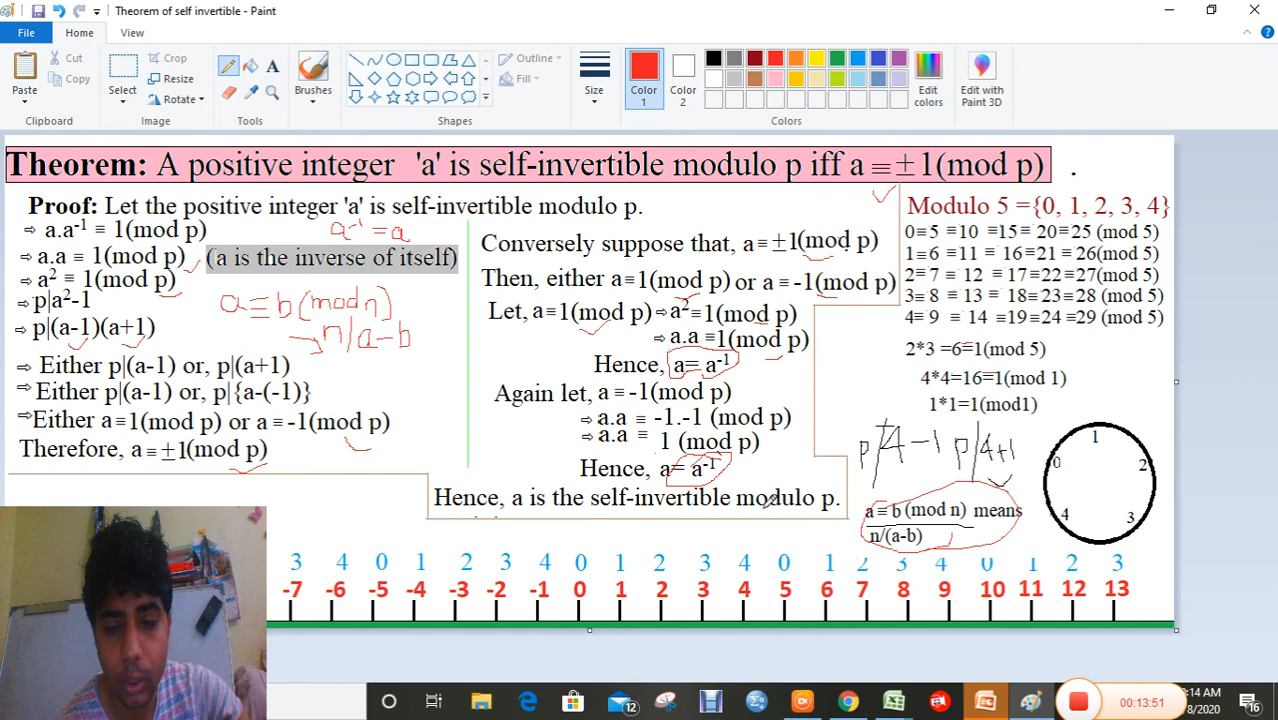 Theorem of self invertible - Paint
File
Home
View
Paste
Cut
Copy
Clipboard
Select
Crop
Resize
Rotate
Image
A
Tools
Brushes
Outline
Fill
Shapes
Size
Color 1
Color 2
Edit colors
Colors
Edit with Paint 3D
Theorem: A positive integer 'a' is self-invertible modulo p iff a ≡ ±1(mod p) .
Proof: Let the positive integer 'a' is self-invertible modulo p.
⇒ a.a⁻¹ ≡ 1(mod p)
a⁻¹ = a
⇒ a.a ≡ 1(mod p) (a is the inverse of itself)
⇒ a² ≡ 1(mod p)
⇒ p|a²-1
a ≡ b (mod n)
⇒ p|(a-1)(a+1)
→ n/a-b
⇒ Either p|(a-1) or, p|(a+1)
⇒ Either p|(a-1) or, p|{a-(-1)}
⇒ Either a ≡ 1(mod p) or a ≡ -1(mod p)
Therefore, a ≡ ±1(mod p)
Conversely suppose that, a ≡ ±1(mod p)
Then, either a ≡ 1(mod p) or a ≡ -1(mod p)
Let, a ≡ 1(mod p) ⇒ a² ≡ 1(mod p)
⇒ a.a ≡ 1(mod p)
Hence, a= a⁻¹
Again let, a ≡ -1(mod p)
⇒ a.a ≡ -1.-1 (mod p)
⇒ a.a ≡ 1 (mod p)
Hence, a= a⁻¹
Hence, a is the self-invertible modulo p.
Modulo 5 ={0, 1, 2, 3, 4}
0≡5 ≡10 ≡15≡ 20≡25 (mod 5)
1≡6 ≡11 ≡ 16≡21≡26(mod 5)
2≡7 ≡ 12 ≡ 17≡22≡27(mod 5)
3≡8 ≡ 13 ≡ 18≡23≡28 (mod 5)
4≡ 9 ≡ 14 ≡19≡24 ≡29 (mod 5)
2*3 =6≡1(mod 5)
4*4=16=1(mod 1)
1*1=1(mod1)
p/4-1 p/4+1
a ≡ b (mod n) means
n/(a-b)
1
0 2
4 3
3 4 0 1 2 3 4 0 1 2 3 4 0 1 2 3 4 0 1 2 3
-7 -6 -5 -4 -3 -2 -1 0 1 2 3 4 5 6 7 8 9 10 11 12 13
12
00:13:51
:14 AM
/8/2020
16